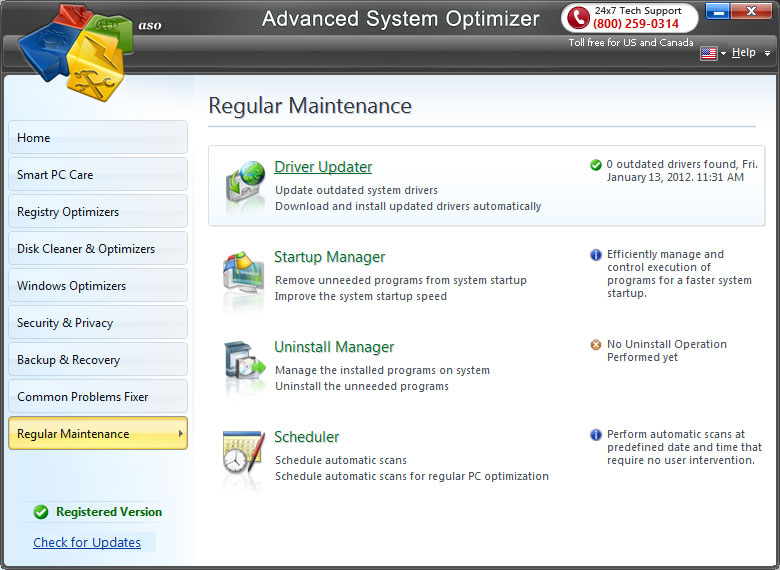 aso
Advanced System Optimizer
24x7 Tech Support
(800) 259-0314
Toll free for US and Canada
Help
Home
Smart PC Care
Registry Optimizers
Disk Cleaner & Optimizers
Windows Optimizers
Security & Privacy
Backup & Recovery
Common Problems Fixer
Regular Maintenance
Registered Version
Check for Updates
Regular Maintenance
Driver Updater
Update outdated system drivers
Download and install updated drivers automatically
0 outdated drivers found, Fri.
January 13, 2012. 11:31 AM
Startup Manager
Remove unneeded programs from system startup
Improve the system startup speed
Efficiently manage and
control execution of
programs for a faster system
startup.
Uninstall Manager
Manage the installed programs on system
Uninstall the unneeded programs
No Uninstall Operation
Performed yet
Scheduler
Schedule automatic scans
Schedule automatic scans for regular PC optimization
Perform automatic scans at
predefined date and time that
require no user intervention.